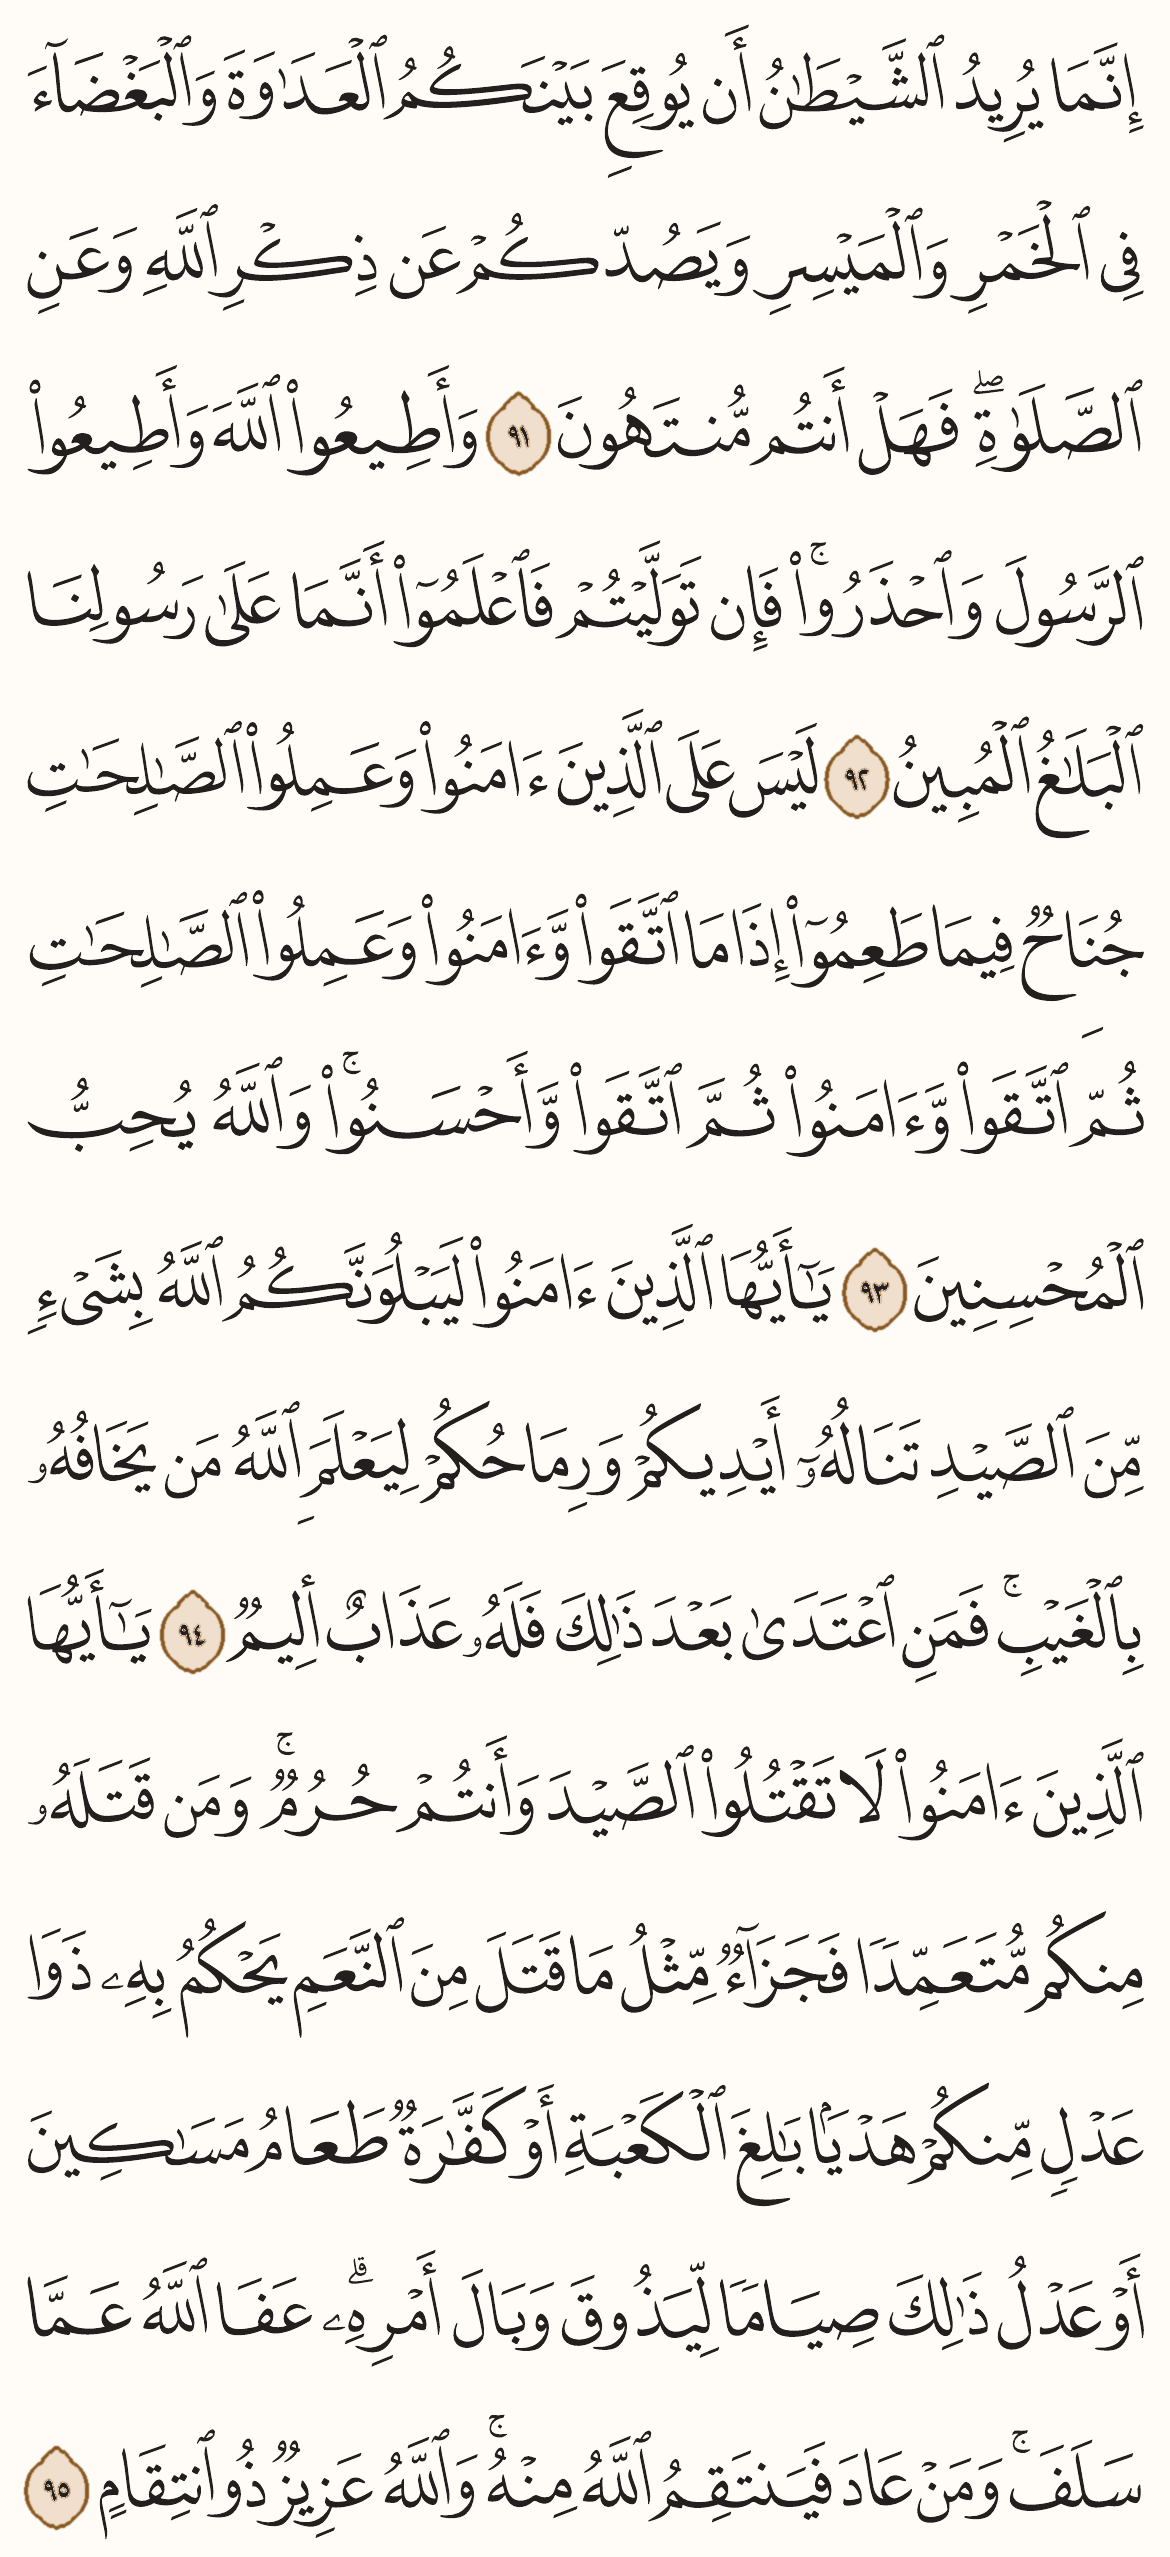 إِنَّمَا يُرِيدُ ٱلشَّيۡطَٰنُ أَن يُوقِعَ بَيۡنَكُمُ ٱلۡعَدَٰوَةَ وَٱلۡبَغۡضَآءَ
فِي ٱلۡخَمۡرِ وَٱلۡمَيۡسِرِ وَيَصُدَّكُمۡ عَن ذِكۡرِ ٱللَّهِ وَعَنِ
ٱلصَّلَوٰةِۖ فَهَلۡ أَنتُم مُّنتَهُونَ ٩١ وَأَطِيعُواْ ٱللَّهَ وَأَطِيعُواْ
ٱلرَّسُولَ وَٱحۡذَرُواْۚ فَإِن تَوَلَّيۡتُمۡ فَٱعۡلَمُوٓاْ أَنَّمَا عَلَىٰ رَسُولِنَا
ٱلۡبَلَٰغُ ٱلۡمُبِينُ ٩٢ لَيۡسَ عَلَى ٱلَّذِينَ ءَامَنُواْ وَعَمِلُواْ ٱلصَّٰلِحَٰتِ
جُنَاحٞ فِيمَا طَعِمُوٓاْ إِذَا مَا ٱتَّقَواْ وَّءَامَنُواْ وَعَمِلُواْ ٱلصَّٰلِحَٰتِ
ثُمَّ ٱتَّقَواْ وَّءَامَنُواْ ثُمَّ ٱتَّقَواْ وَّأَحۡسَنُواْۚ وَٱللَّهُ يُحِبُّ
ٱلۡمُحۡسِنِينَ ٩٣ يَٰٓأَيُّهَا ٱلَّذِينَ ءَامَنُواْ لَيَبۡلُوَنَّكُمُ ٱللَّهُ بِشَيۡءٖ
مِّنَ ٱلصَّيۡدِ تَنَالُهُۥٓ أَيۡدِيكُمۡ وَرِمَاحُكُمۡ لِيَعۡلَمَ ٱللَّهُ مَن يَخَافُهُۥ
بِٱلۡغَيۡبِۚ فَمَنِ ٱعۡتَدَىٰ بَعۡدَ ذَٰلِكَ فَلَهُۥ عَذَابٌ أَلِيمٞ ٩٤ يَٰٓأَيُّهَا
ٱلَّذِينَ ءَامَنُواْ لَا تَقۡتُلُواْ ٱلصَّيۡدَ وَأَنتُمۡ حُرُمٞۚ وَمَن قَتَلَهُۥ
مِنكُم مُّتَعَمِّدٗا فَجَزَآءٞ مِّثۡلُ مَا قَتَلَ مِنَ ٱلنَّعَمِ يَحۡكُمُ بِهِۦ ذَوَا
عَدۡلٖ مِّنكُمۡ هَدۡيَۢا بَٰلِغَ ٱلۡكَعۡبَةِ أَوۡ كَفَّٰرَةٞ طَعَامُ مَسَٰكِينَ
أَوۡ عَدۡلُ ذَٰلِكَ صِيَامٗا لِّيَذُوقَ وَبَالَ أَمۡرِهِۦۗ عَفَا ٱللَّهُ عَمَّا
سَلَفَۚ وَمَنۡ عَادَ فَيَنتَقِمُ ٱللَّهُ مِنۡهُۚ وَٱللَّهُ عَزِيزٞ ذُو ٱنتِقَامٍ ٩٥